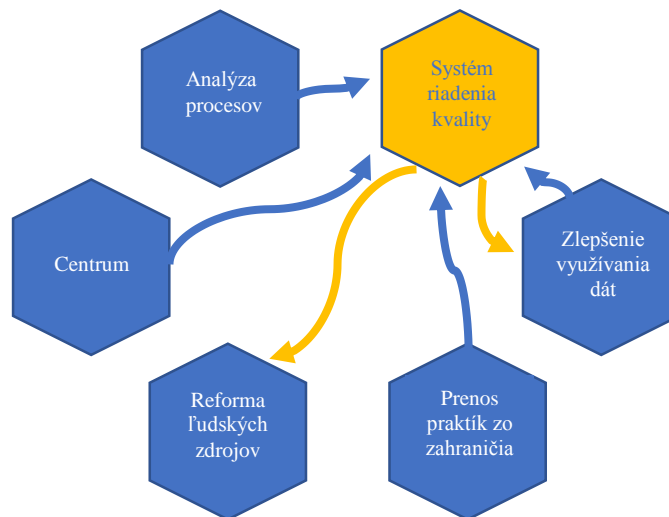 Analýza
procesov
Systém
riadenia
kvality
Centrum
Zlepšenie
využívania
dát
Reforma
ľudských
zdrojov
Prenos
praktík zo
zahraničia